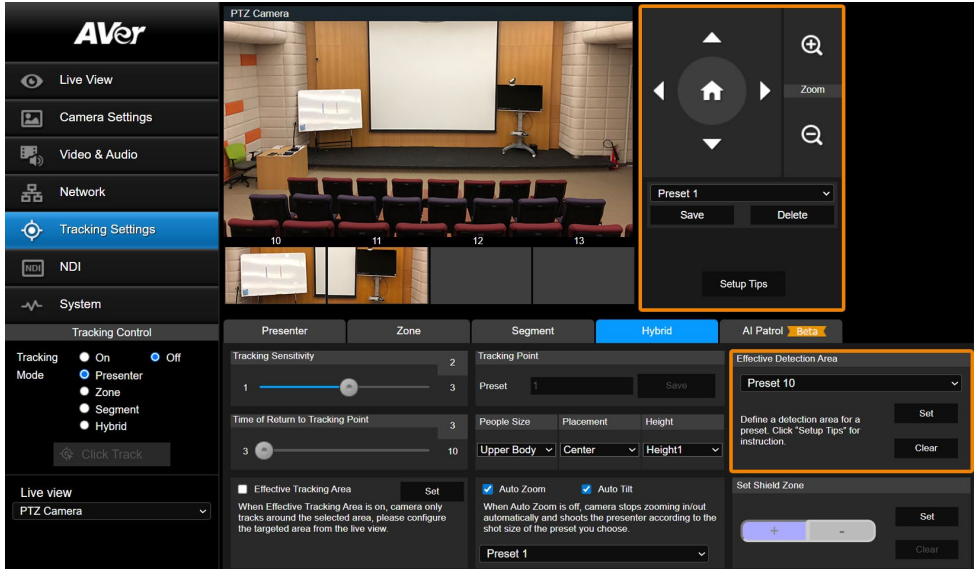 PTZ Camera
AVer
Live View
Camera Settings
Video & Audio
Network
Tracking Settings
NDI
NDI
System
Tracking Control
Tracking Mode
On
Off
Presenter
Zone
Segment
Hybrid
Click Track
Live view
PTZ Camera
10 11 12 13
Zoom
Preset 1
Save
Delete
Setup Tips
Presenter
Zone
Segment
Hybrid
AI Patrol Beta
Tracking Sensitivity
2
1
3
Time of Return to Tracking Point
3
3
10
Effective Tracking Area
Set
When Effective Tracking Area is on, camera only
tracks around the selected area, please configure
the targeted area from the live view.
Tracking Point
Preset
1
Save
People Size
Placement
Height
Upper Body
Center
Height1
Auto Zoom
Auto Tilt
When Auto Zoom is off, camera stops zooming in/out
automatically and shoots the presenter according to the
shot size of the preset you choose.
Preset 1
Effective Detection Area
Preset 10
Define a detection area for a
preset. Click "Setup Tips" for
instruction.
Set
Clear
Set Shield Zone
+
-
Set
Clear